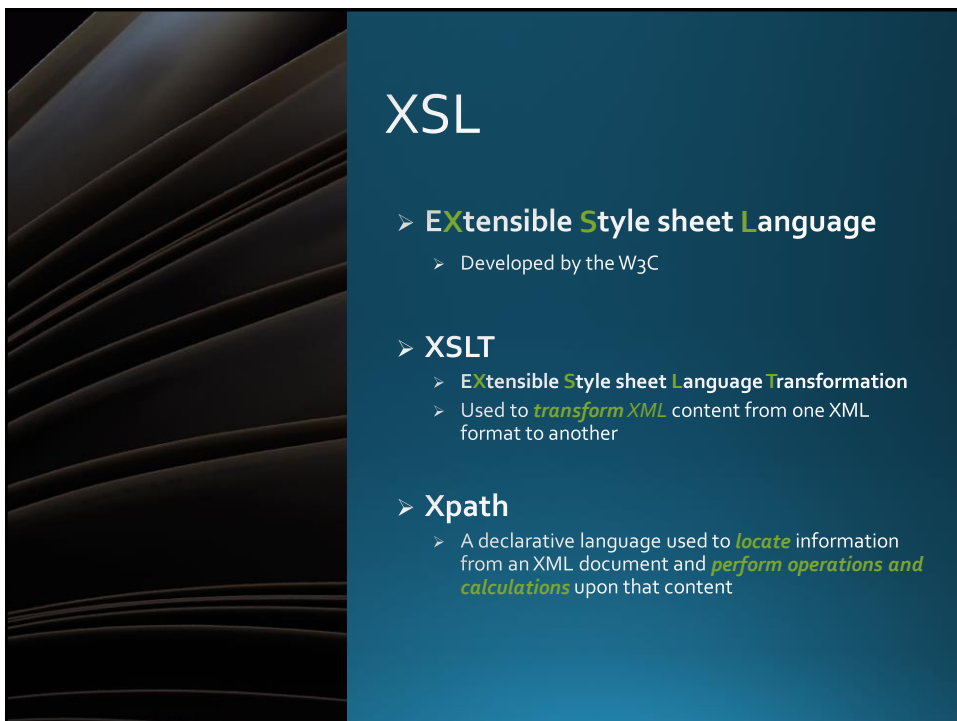 XSL
➢ EXtensible Style sheet Language
➢ Developed by the W3C
➢ XSLT
➢ EXtensible Style sheet Language Transformation
➢ Used to transform XML content from one XML
format to another
➢ Xpath
➢ A declarative language used to locate information
from an XML document and perform operations and
calculations upon that content